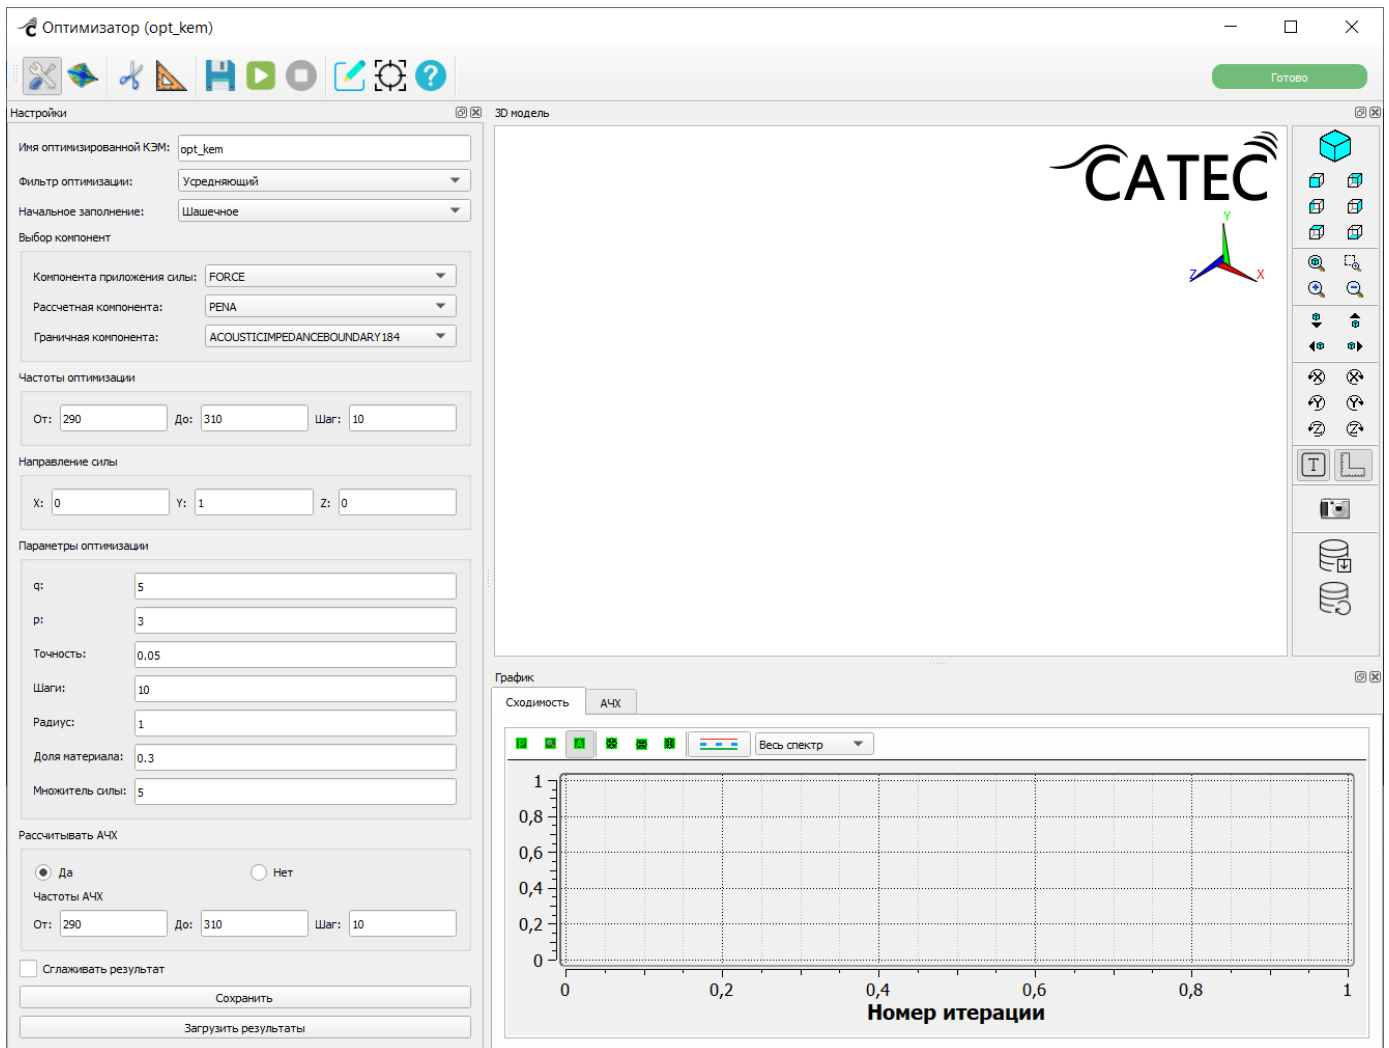 Оптимизатор (opt_kem)
Готово
Настройки
Имя оптимизированной КЭМ: opt_kem
Фильтр оптимизации: Усредняющий
Начальное заполнение: Шашечное
Выбор компонент
Компонента приложения силы: FORCE
Рассчетная компонента: PENA
Граничная компонента: ACOUSTICIMPEDANCEBOUNDARY184
Частоты оптимизации
От: 290 До: 310 Шаг: 10
Направление силы
X: 0 Y: 1 Z: 0
Параметры оптимизации
q: 5
p: 3
Точность: 0.05
Шаги: 10
Радиус: 1
Доля материала: 0.3
Множитель силы: 5
Рассчитывать АЧХ
Да Нет
Частоты АЧХ
От: 290 До: 310 Шаг: 10
Сглаживать результат
Сохранить
Загрузить результаты
3D модель
CATEC
Y
Z X
X X
Y Y
Z Z
T
График
Сходимость АЧХ
P A Весь спектр
1
0,8
0,6
0,4
0,2
0
0 0,2 0,4 0,6 0,8 1
Номер итерации